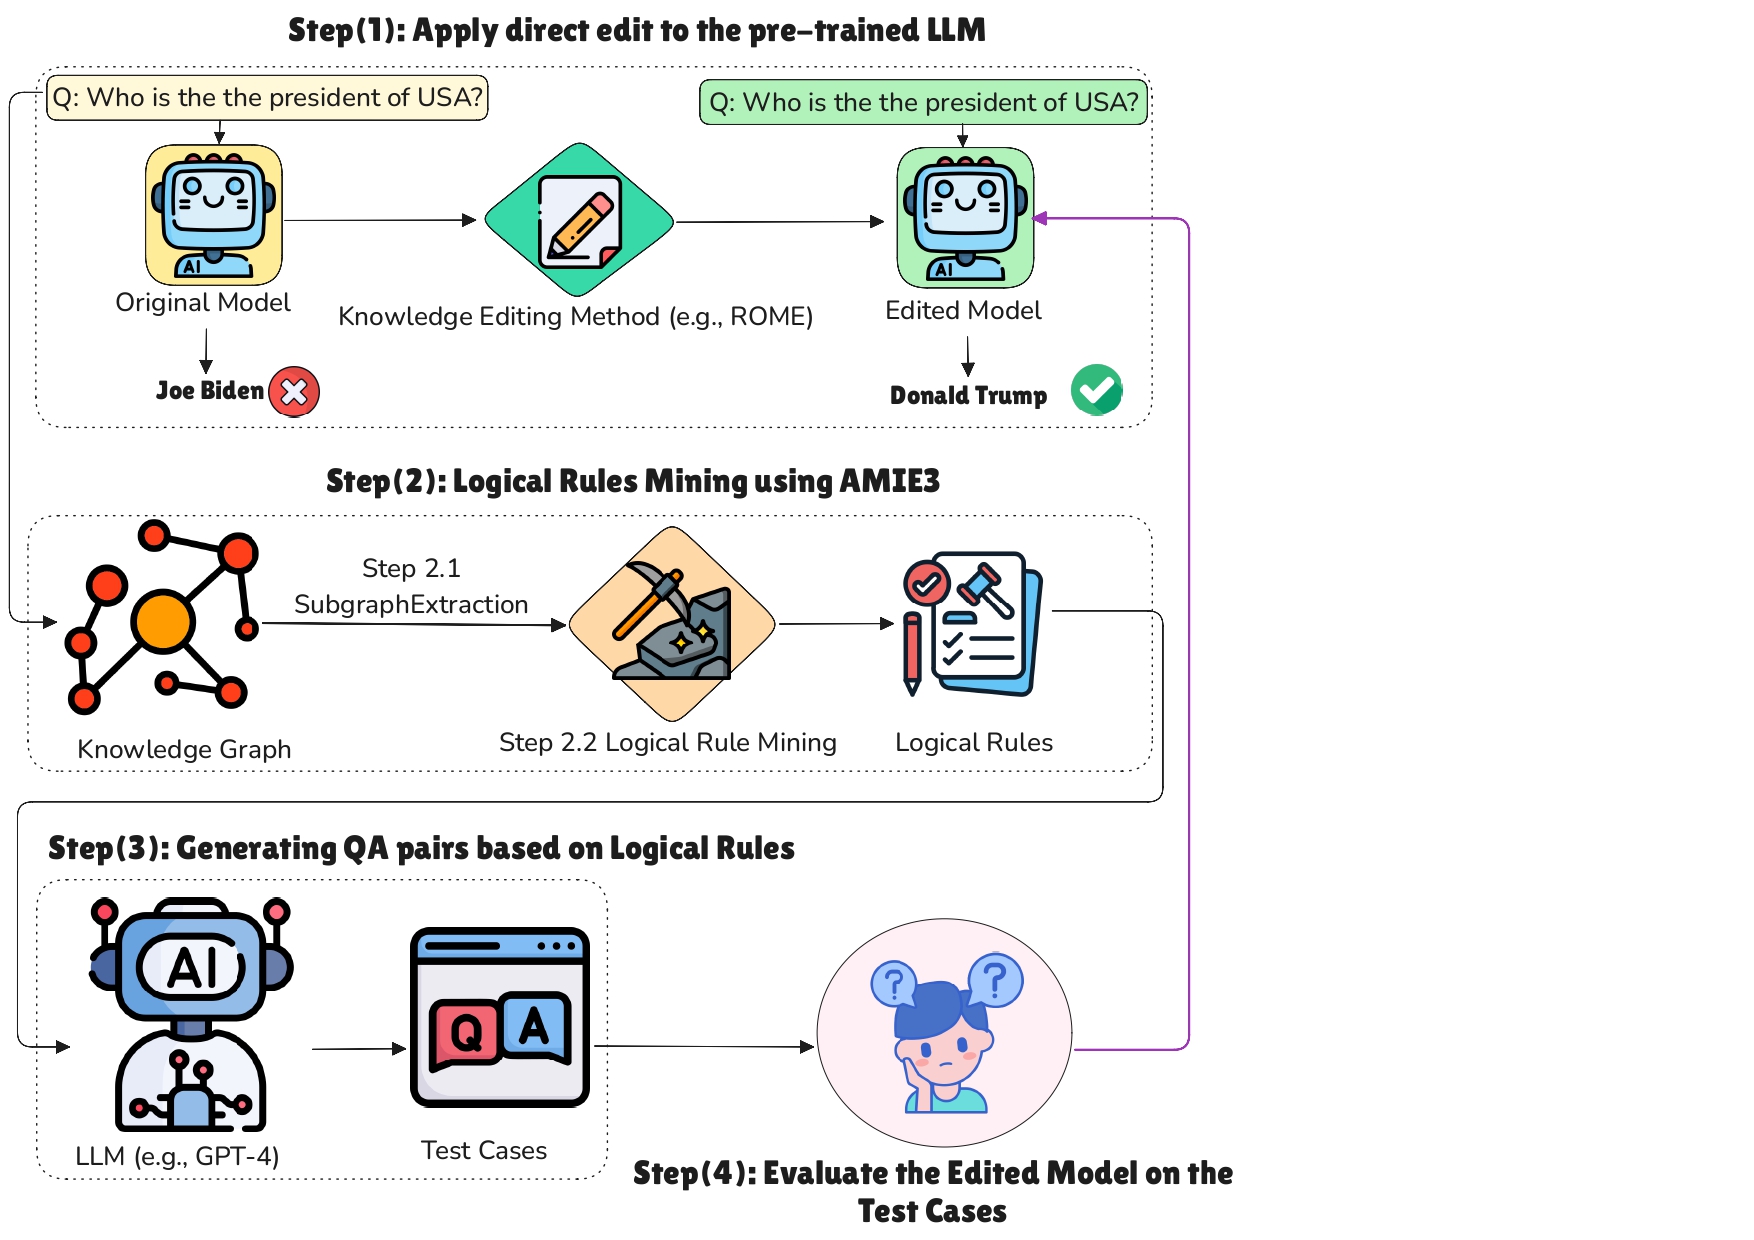 Step(1): Apply direct edit to the pre-trained LLM
Q: Who is the the president of USA?
Q: Who is the the president of USA?
AI
AI
Original Model
Knowledge Editing Method (e.g., ROME)
Edited Model
Joe Biden
Donald Trump
Step(2): Logical Rules Mining using AMIE3
Step 2.1
SubgraphExtraction
Knowledge Graph
Step 2.2 Logical Rule Mining
Logical Rules
Step(3): Generating QA pairs based on Logical Rules
AI
Q A
? ?
LLM (e.g., GPT-4)
Test Cases
Step(4): Evaluate the Edited Model on the
Test Cases